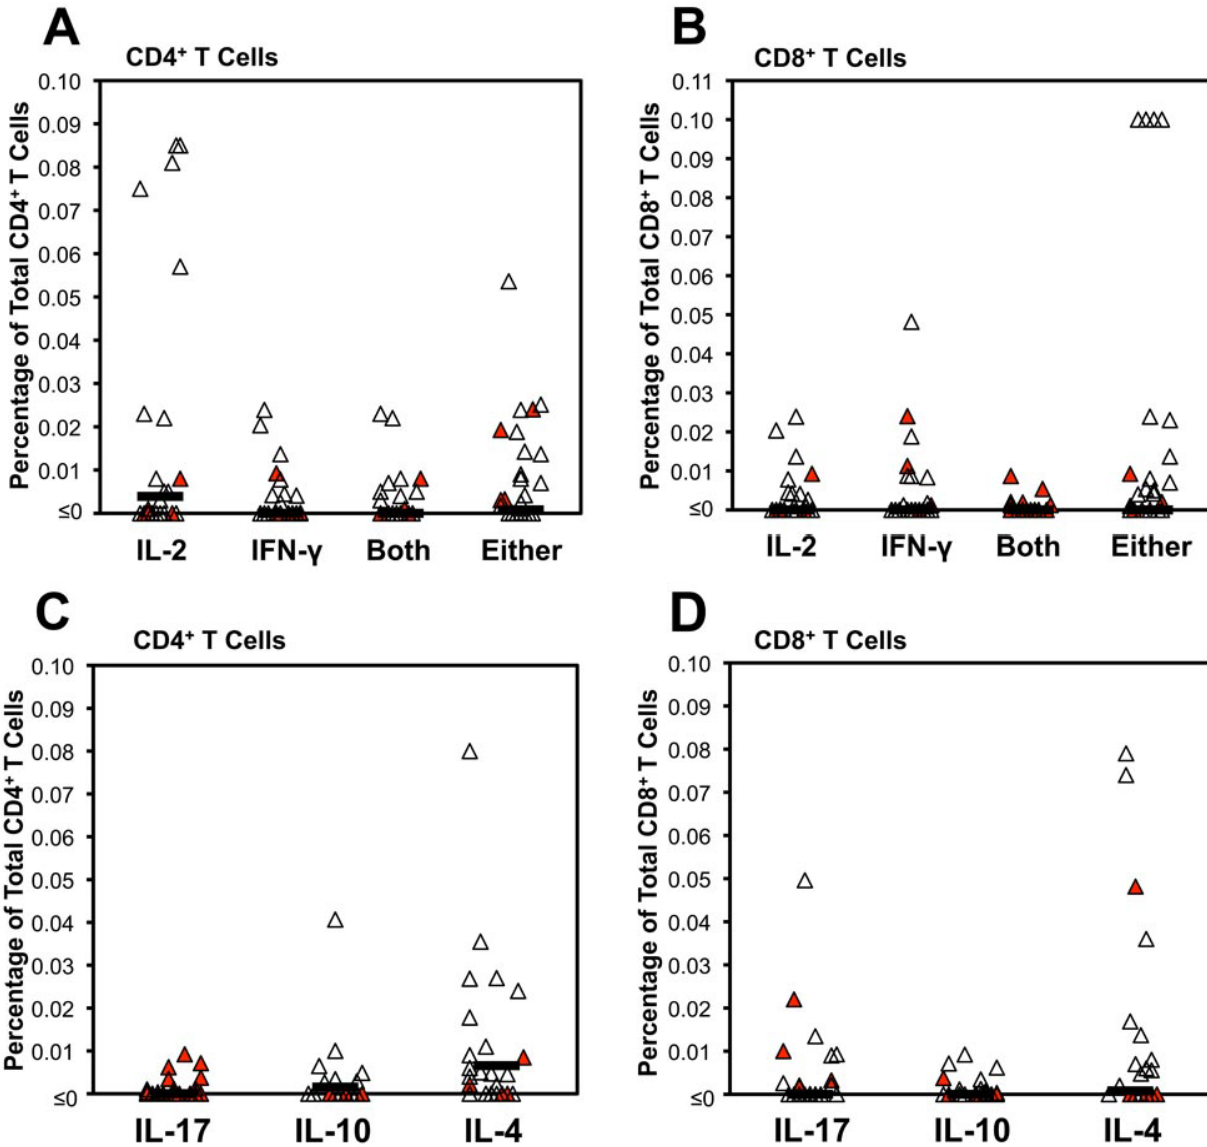 A
CD4⁺ T Cells
Percentage of Total CD4⁺ T Cells
0.10
0.09
0.08
0.07
0.06
0.05
0.04
0.03
0.02
0.01
≤0
IL-2 IFN-γ Both Either
B
CD8⁺ T Cells
Percentage of Total CD8⁺ T Cells
0.11
0.10
0.09
0.08
0.07
0.06
0.05
0.04
0.03
0.02
0.01
≤0
IL-2 IFN-γ Both Either
C
CD4⁺ T Cells
Percentage of Total CD4⁺ T Cells
0.10
0.09
0.08
0.07
0.06
0.05
0.04
0.03
0.02
0.01
≤0
IL-17 IL-10 IL-4
D
CD8⁺ T Cells
Percentage of Total CD8⁺ T Cells
0.10
0.09
0.08
0.07
0.06
0.05
0.04
0.03
0.02
0.01
≤0
IL-17 IL-10 IL-4